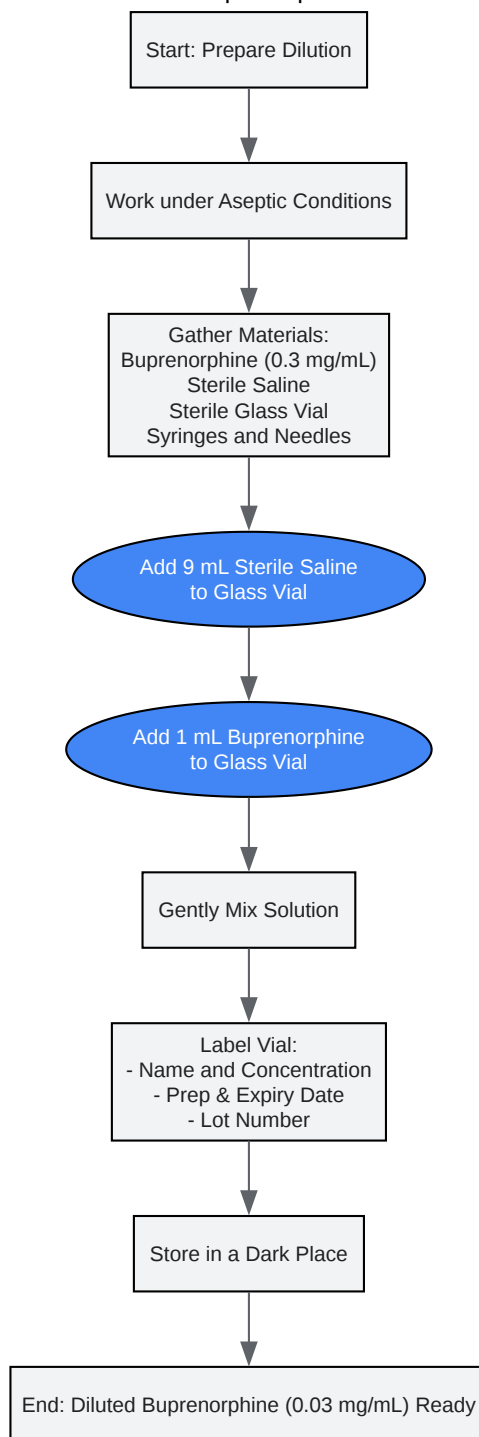 Start: Prepare Dilution
Work under Aseptic Conditions
Gather Materials:
Buprenorphine (0.3 mg/mL)
Sterile Saline
Sterile Glass Vial
Syringes and Needles
Add 9 mL Sterile Saline
to Glass Vial
Add 1 mL Buprenorphine
to Glass Vial
Gently Mix Solution
Label Vial:
- Name and Concentration
- Prep & Expiry Date
- Lot Number
Store in a Dark Place
End: Diluted Buprenorphine (0.03 mg/mL) Ready